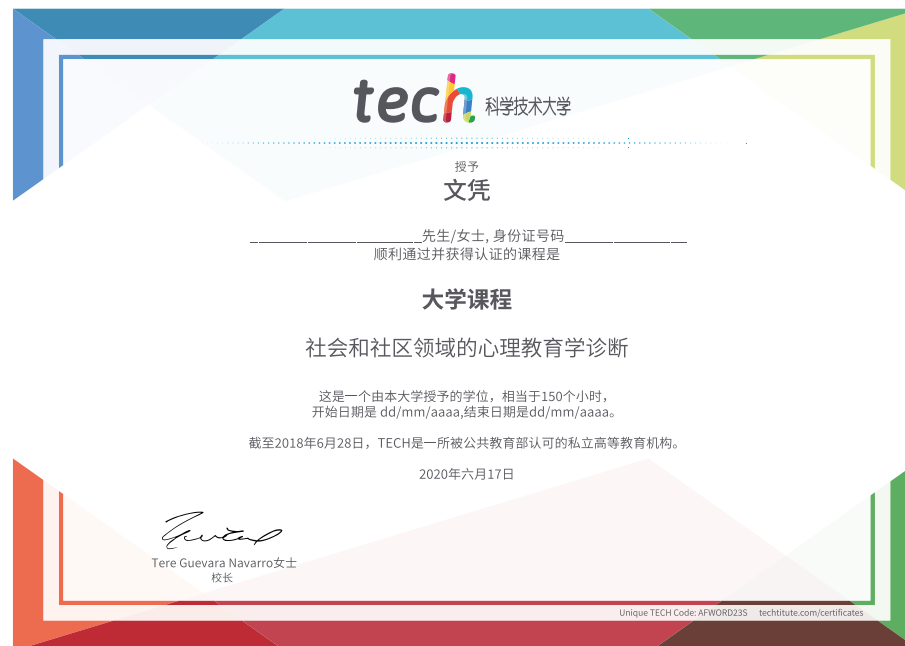 tech 科学技术大学
授予
文凭
______________________先生/女士, 身份证号码________________
顺利通过并获得认证的课程是
大学课程
社会和社区领域的心理教育学诊断
这是一个由本大学授予的学位，相当于150个小时，
开始日期是 dd/mm/aaaa,结束日期是dd/mm/aaaa。
截至2018年6月28日，TECH是一所被公共教育部认可的私立高等教育机构。
2020年六月17日
Tere Guevara Navarro女士
校长
Unique TECH Code: AFWORD23S techtitute.com/certificates